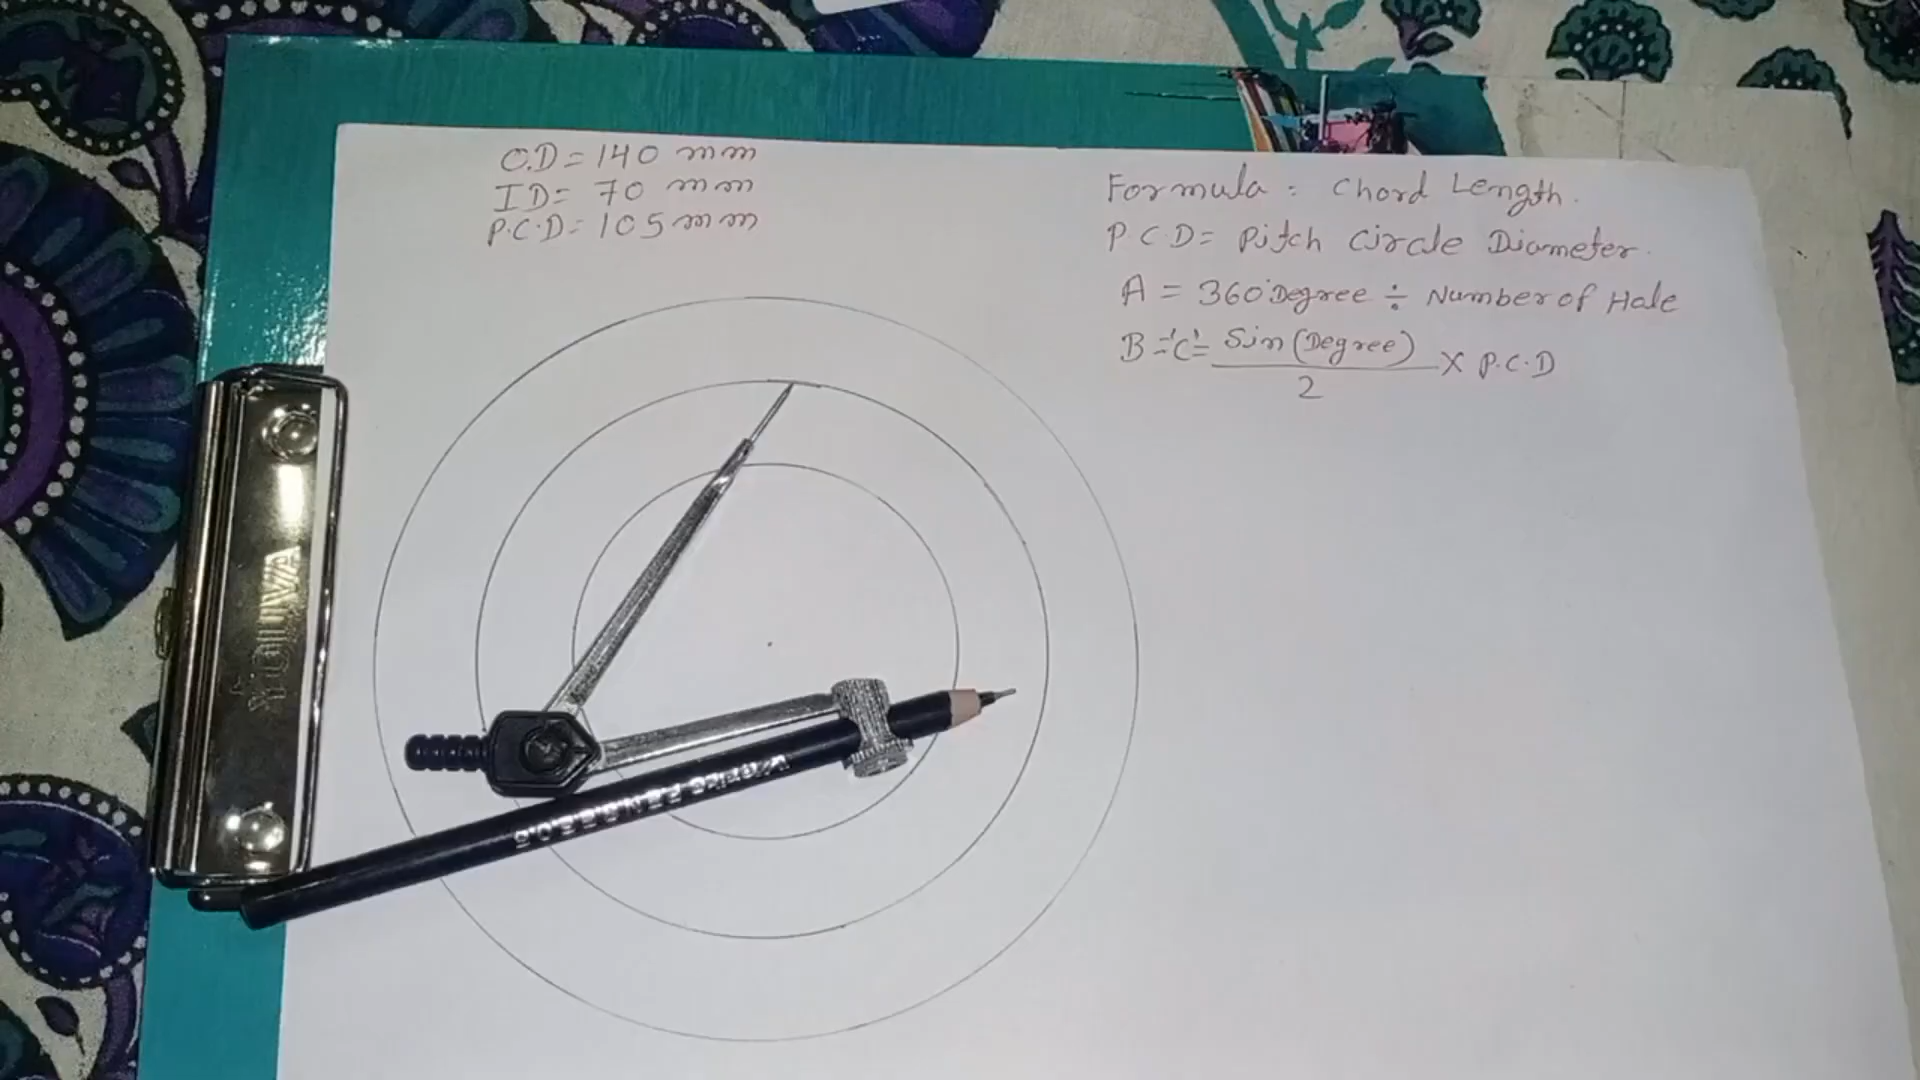 O.D = 140 mm
ID = 70 mm
P.C.D = 105 mm
Formula : Chord Length.
P.C.D = Pitch Circle Diameter.
A = 360° Degree ÷ Number of Hole
B = 'C' = Sin (Degree) / 2 X P.C.D